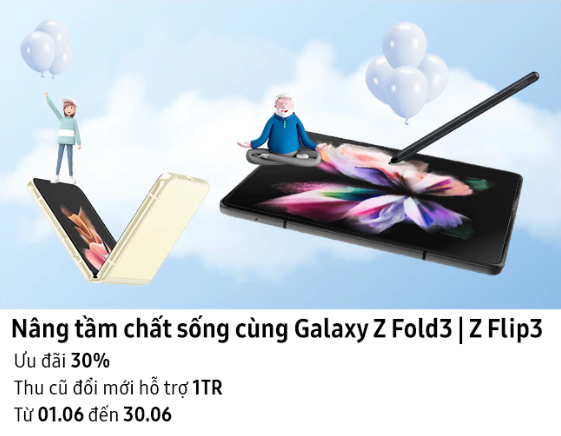 Nâng tầm chất sống cùng Galaxy Z Fold3 | Z Flip3
Ưu đãi 30%
Thu cũ đổi mới hỗ trợ 1TR
Từ 01.06 đến 30.06